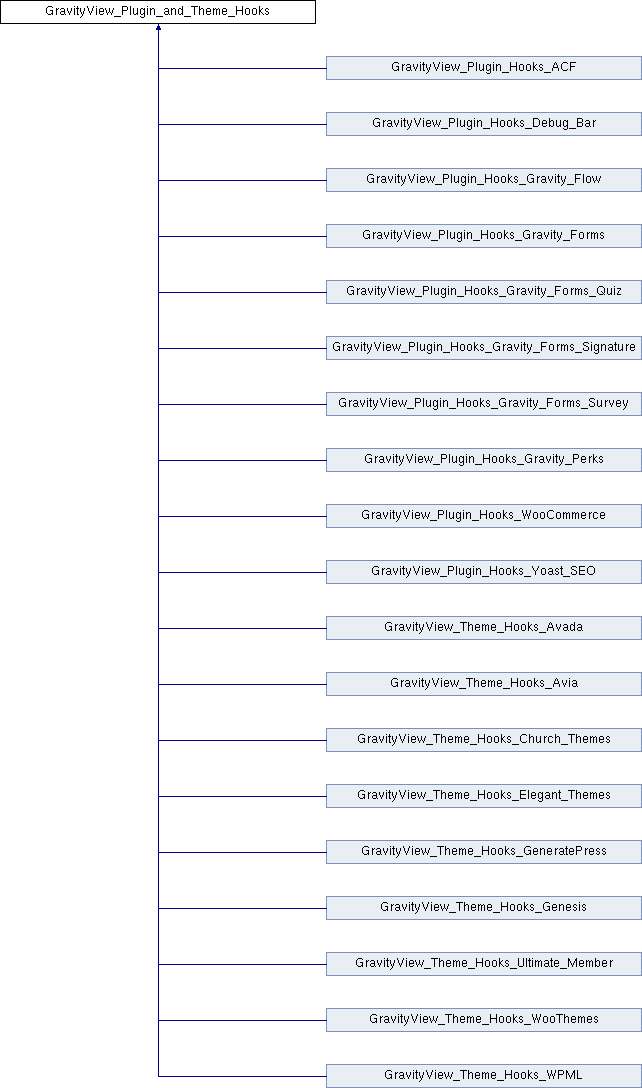 GravityView_Plugin_and_Theme_Hooks
GravityView_Plugin_Hooks_ACF
GravityView_Plugin_Hooks_Debug_Bar
GravityView_Plugin_Hooks_Gravity_Flow
GravityView_Plugin_Hooks_Gravity_Forms
GravityView_Plugin_Hooks_Gravity_Forms_Quiz
GravityView_Plugin_Hooks_Gravity_Forms_Signature
GravityView_Plugin_Hooks_Gravity_Forms_Survey
GravityView_Plugin_Hooks_Gravity_Perks
GravityView_Plugin_Hooks_WooCommerce
GravityView_Plugin_Hooks_Yoast_SEO
GravityView_Theme_Hooks_Avada
GravityView_Theme_Hooks_Avia
GravityView_Theme_Hooks_Church_Themes
GravityView_Theme_Hooks_Elegant_Themes
GravityView_Theme_Hooks_GeneratePress
GravityView_Theme_Hooks_Genesis
GravityView_Theme_Hooks_Ultimate_Member
GravityView_Theme_Hooks_WooThemes
GravityView_Theme_Hooks_WPML